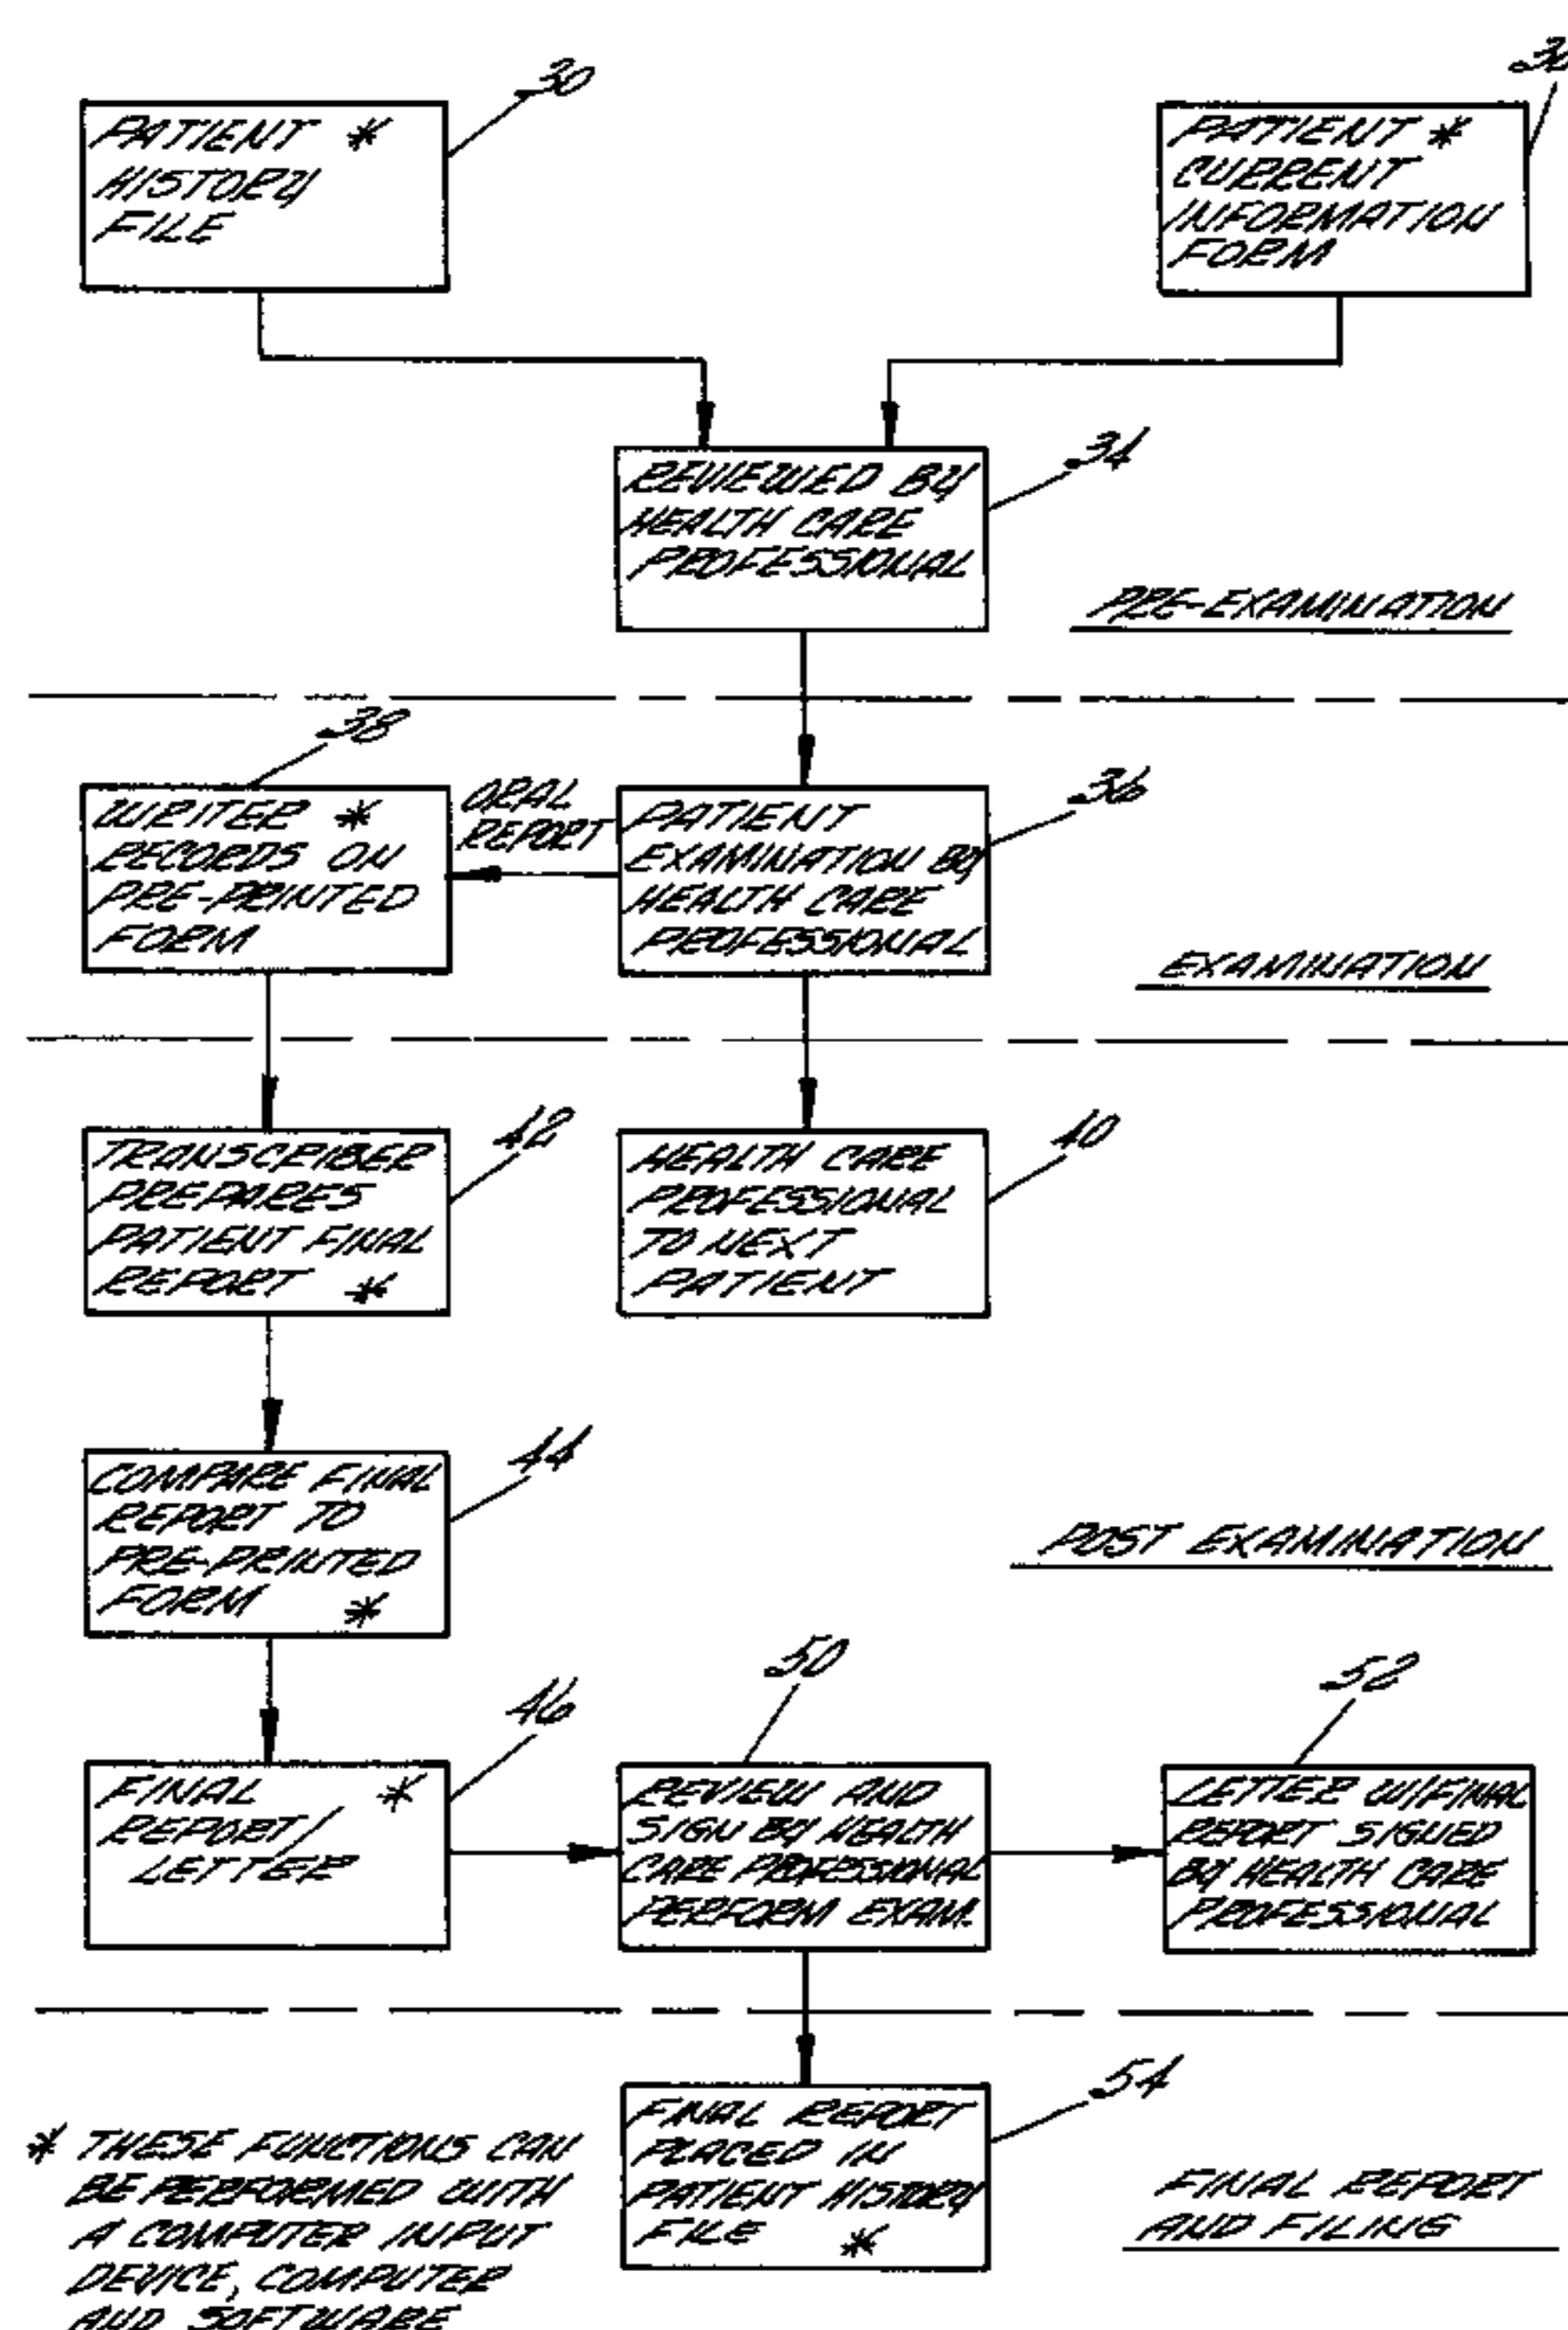 30
PATIENT *
HISTORY
FILE
PATIENT *
CURRENT
INFORMATION
FORM
34
REVIEWED BY
HEALTH CARE
PROFESSIONAL
PRE-EXAMINATION
38
WRITER *
RECORDS ON
PRE-PRINTED
FORM
ORAL
REPORT
36
PATIENT
EXAMINATION BY
HEALTH CARE
PROFESSIONAL
EXAMINATION
42
TRANSCRIBER
PREPARES
PATIENT FINAL
REPORT *
40
HEALTH CARE
PROFESSIONAL
TO NEXT
PATIENT
44
COMPARE FINAL
REPORT TO
PRE-PRINTED
FORM *
POST EXAMINATION
46
FINAL *
REPORT/
LETTER
50
REVIEW AND
SIGN BY HEALTH
CARE PROFESSIONAL
PERFORM EXAM.
52
LETTER W/FINAL
REPORT SIGNED
BY HEALTH CARE
PROFESSIONAL
54
FINAL REPORT
PLACED IN
PATIENT HISTORY
FILE *
FINAL REPORT
AND FILING
* THESE FUNCTIONS CAN
BE PERFORMED WITH
A COMPUTER INPUT
DEVICE, COMPUTER
AND SOFTWARE